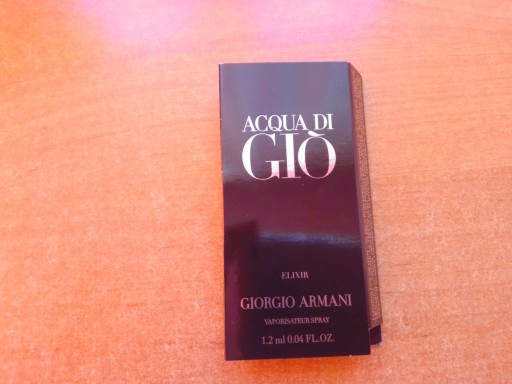 ACQUA DI
GIÒ
ELIXIR
GIORGIO ARMANI
VAPORISATEUR SPRAY
1.2 ml 0.04 FL.OZ.